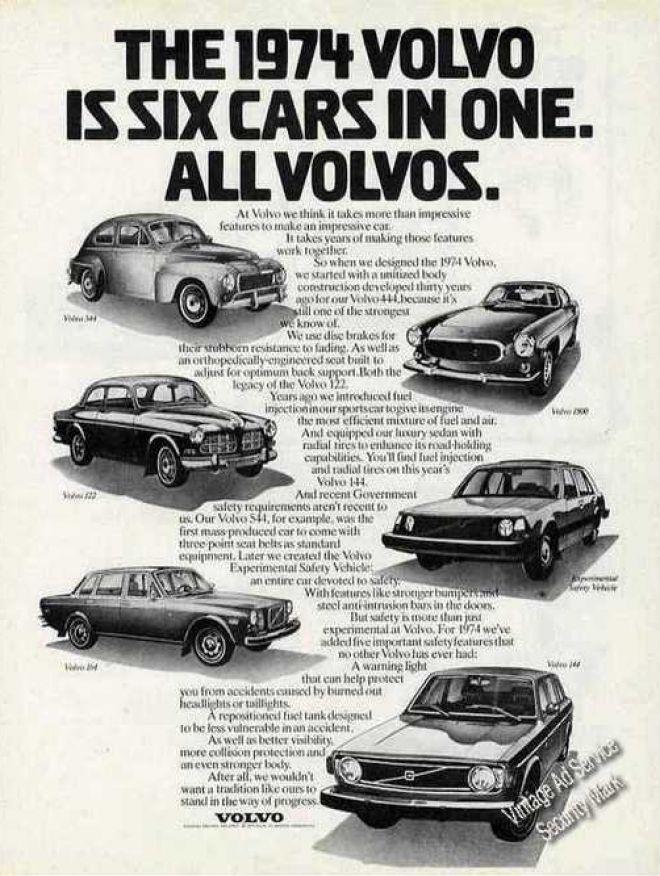 THE 1974 VOLVO
IS SIX CARS IN ONE.
ALL VOLVOS.
At Volvo we think it takes more than impressive
features to make an impressive car.
It takes years of making those features
work together.
So when we designed the 1974 Volvo,
we started with a unitized body
construction developed thirty years
ago for our Volvo 444, because it's
still one of the strongest
we know of.
Volvo 544
We use disc brakes for
their stubborn resistance to fading. As well as
an orthopedically-engineered seat built to
adjust for optimum back support. Both the
legacy of the Volvo 122.
Volvo 1800
Years ago we introduced fuel
injection in our sports car to give its engine
the most efficient mixture of fuel and air.
And equipped our luxury sedan with
radial tires to enhance its road-holding
capabilities. You'll find fuel injection
and radial tires on this year's
Volvo 144.
Volvo 122
And recent Government
safety requirements aren't recent to
us. Our Volvo 544, for example, was the
first mass-produced car to come with
three-point seat belts as standard
equipment. Later we created the Volvo
Experimental Safety Vehicle:
an entire car devoted to safety.
Experimental
Safety Vehicle
With features like stronger bumpers and
steel anti-intrusion bars in the doors.
But safety is more than just
experimental at Volvo. For 1974 we've
added five important safety features that
no other Volvo has ever had:
Volvo 164
Volvo 144
A warning light
that can help protect
you from accidents caused by burned out
headlights or taillights.
A repositioned fuel tank designed
to be less vulnerable in an accident.
As well as better visibility,
more collision protection and
an even stronger body.
After all, we wouldn't
want a tradition like ours to
stand in the way of progress.
VOLVO
Vintage Ad Service
Security Mark